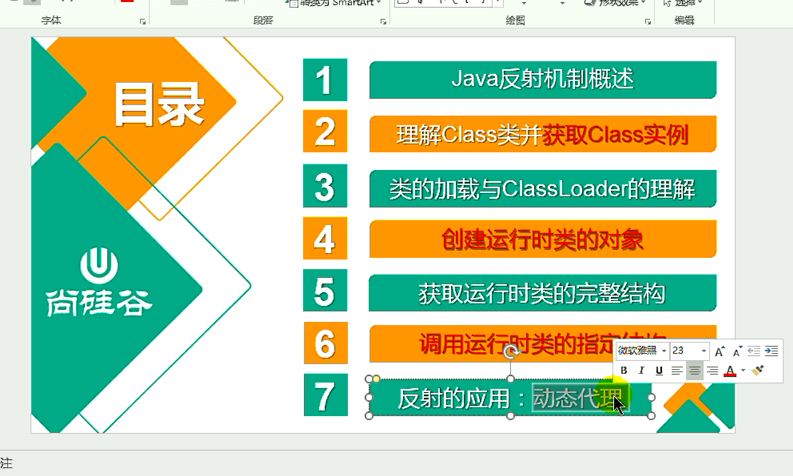 转换为 SmartArt
形状效果
选择
字体
段落
绘图
编辑
目录
1
Java反射机制概述
2
理解Class类并获取Class实例
3
类的加载与ClassLoader的理解
4
创建运行时类的对象
尚硅谷
5
获取运行时类的完整结构
6
调用运行时类的指定结构
微软雅黑 23
B I U A
7
反射的应用：动态代理
注